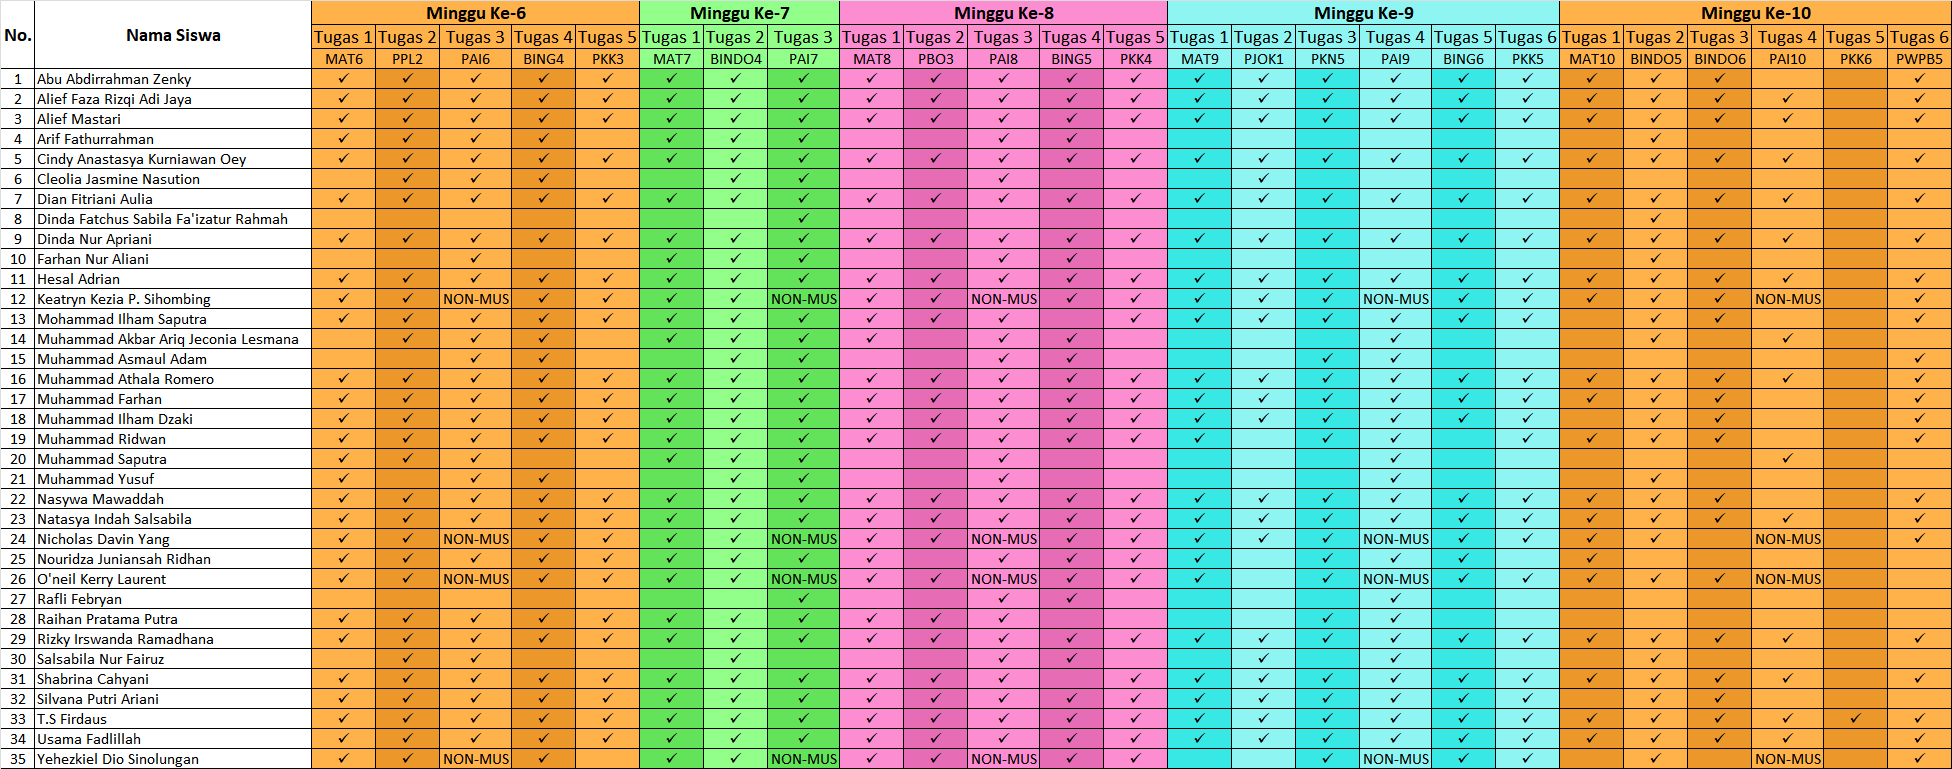 No. Nama Siswa Minggu Ke-6 Minggu Ke-7 Minggu Ke-8 Minggu Ke-9 Minggu Ke-10
Tugas 1 Tugas 2 Tugas 3 Tugas 4 Tugas 5 Tugas 1 Tugas 2 Tugas 3 Tugas 1 Tugas 2 Tugas 3 Tugas 4 Tugas 5 Tugas 1 Tugas 2 Tugas 3 Tugas 4 Tugas 5 Tugas 6 Tugas 1 Tugas 2 Tugas 3 Tugas 4 Tugas 5 Tugas 6
MAT6 PPL2 PAI6 BING4 PKK3 MAT7 BINDO4 PAI7 MAT8 PBO3 PAI8 BING5 PKK4 MAT9 PJOK1 PKN5 PAI9 BING6 PKK5 MAT10 BINDO5 BINDO6 PAI10 PKK6 PWPB5
1 Abu Abdirrahman Zenky
2 Alief Faza Rizqi Adi Jaya
3 Alief Mastari
4 Arif Fathurrahman
5 Cindy Anastasya Kurniawan Oey
6 Cleolia Jasmine Nasution
7 Dian Fitriani Aulia
8 Dinda Fatchus Sabila Fa'izatur Rahmah
9 Dinda Nur Apriani
10 Farhan Nur Aliani
11 Hesal Adrian
12 Keatryn Kezia P. Sihombing NON-MUS NON-MUS NON-MUS NON-MUS NON-MUS
13 Mohammad Ilham Saputra
14 Muhammad Akbar Ariq Jeconia Lesmana
15 Muhammad Asmaul Adam
16 Muhammad Athala Romero
17 Muhammad Farhan
18 Muhammad Ilham Dzaki
19 Muhammad Ridwan
20 Muhammad Saputra
21 Muhammad Yusuf
22 Nasywa Mawaddah
23 Natasya Indah Salsabila
24 Nicholas Davin Yang NON-MUS NON-MUS NON-MUS NON-MUS NON-MUS
25 Nouridza Juniansah Ridhan
26 O'neil Kerry Laurent NON-MUS NON-MUS NON-MUS NON-MUS NON-MUS
27 Rafli Febryan
28 Raihan Pratama Putra
29 Rizky Irswanda Ramadhana
30 Salsabila Nur Fairuz
31 Shabrina Cahyani
32 Silvana Putri Ariani
33 T.S Firdaus
34 Usama Fadlillah
35 Yehezkiel Dio Sinolungan NON-MUS NON-MUS NON-MUS NON-MUS NON-MUS